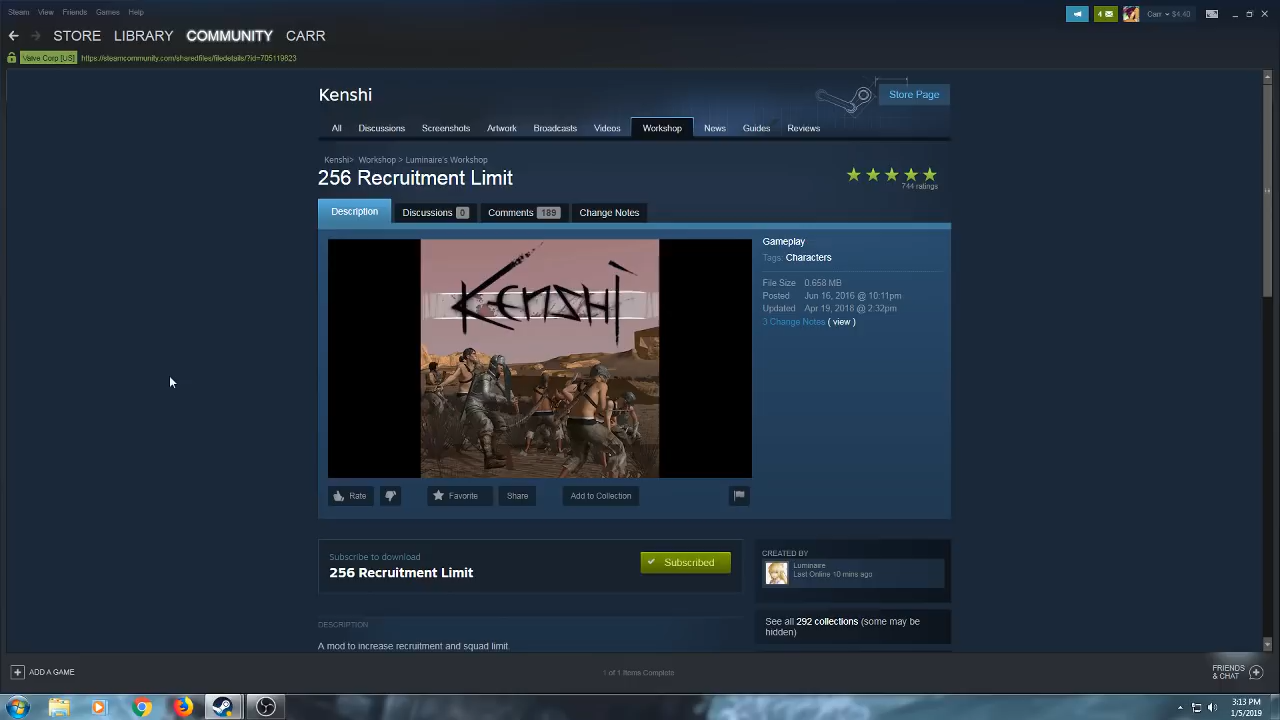 Steam View Friends Games Help
4 Carr $4.40
STORE LIBRARY COMMUNITY CARR
Valve Corp [US] https://steamcommunity.com/sharedfiles/filedetails/?id=705119823
Kenshi
Store Page
All Discussions Screenshots Artwork Broadcasts Videos Workshop News Guides Reviews
Kenshi> Workshop > Luminaire's Workshop
256 Recruitment Limit
744 ratings
Description Discussions 0 Comments 189 Change Notes
KENSHI
Gameplay
Tags: Characters
File Size 0.658 MB
Posted Jun 16, 2016 @ 10:11pm
Updated Apr 19, 2018 @ 2:32pm
3 Change Notes ( view )
Rate Favorite Share Add to Collection
Subscribe to download
256 Recruitment Limit
Subscribed
CREATED BY
Luminaire
Last Online 10 mins ago
See all 292 collections (some may be
hidden)
DESCRIPTION
A mod to increase recruitment and squad limit.
ADD A GAME
1 of 1 Items Complete
FRIENDS
& CHAT
3:13 PM
1/5/2019